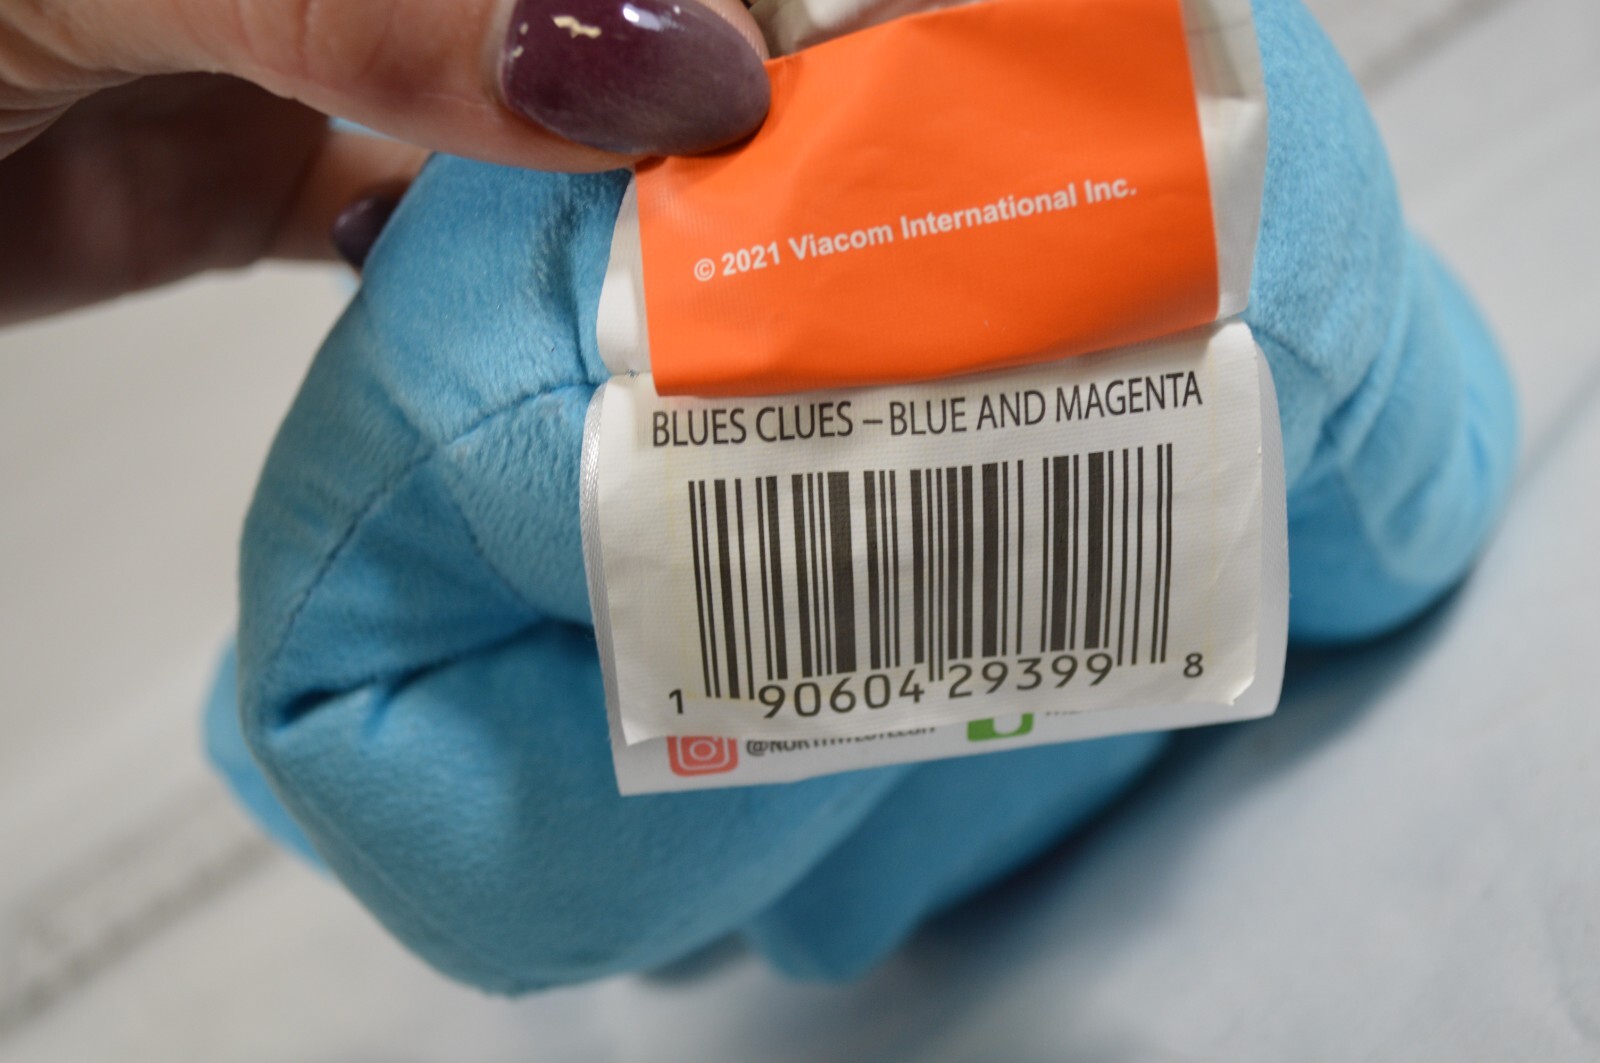 © 2021 Viacom International Inc.
BLUES CLUES – BLUE AND MAGENTA
1 90604 29399 8